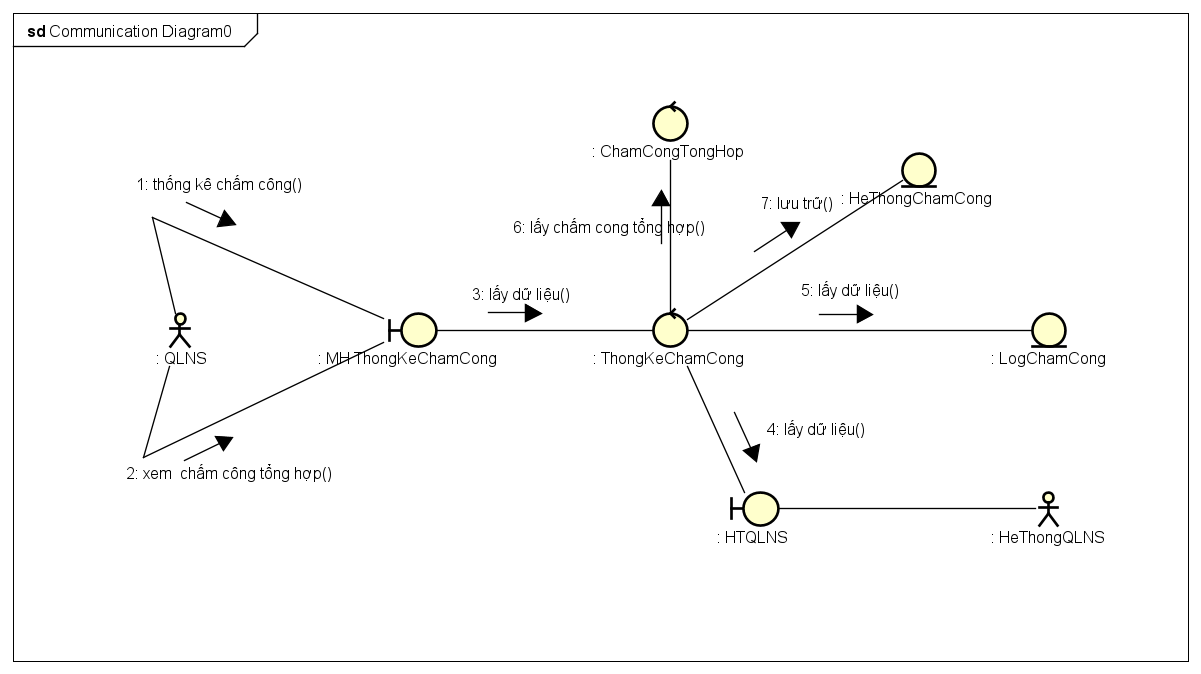 sd Communication Diagram0
: ChamCongTongHop
1: thống kê chấm công()
7: lưu trữ()
: HeThongChamCong
6: lấy chấm cong tổng hợp()
3: lấy dữ liệu()
5: lấy dữ liệu()
: QLNS
: MH ThongKeChamCong
: ThongKeChamCong
: LogChamCong
4: lấy dữ liệu()
2: xem  chấm công tổng hợp()
: HTQLNS
: HeThongQLNS